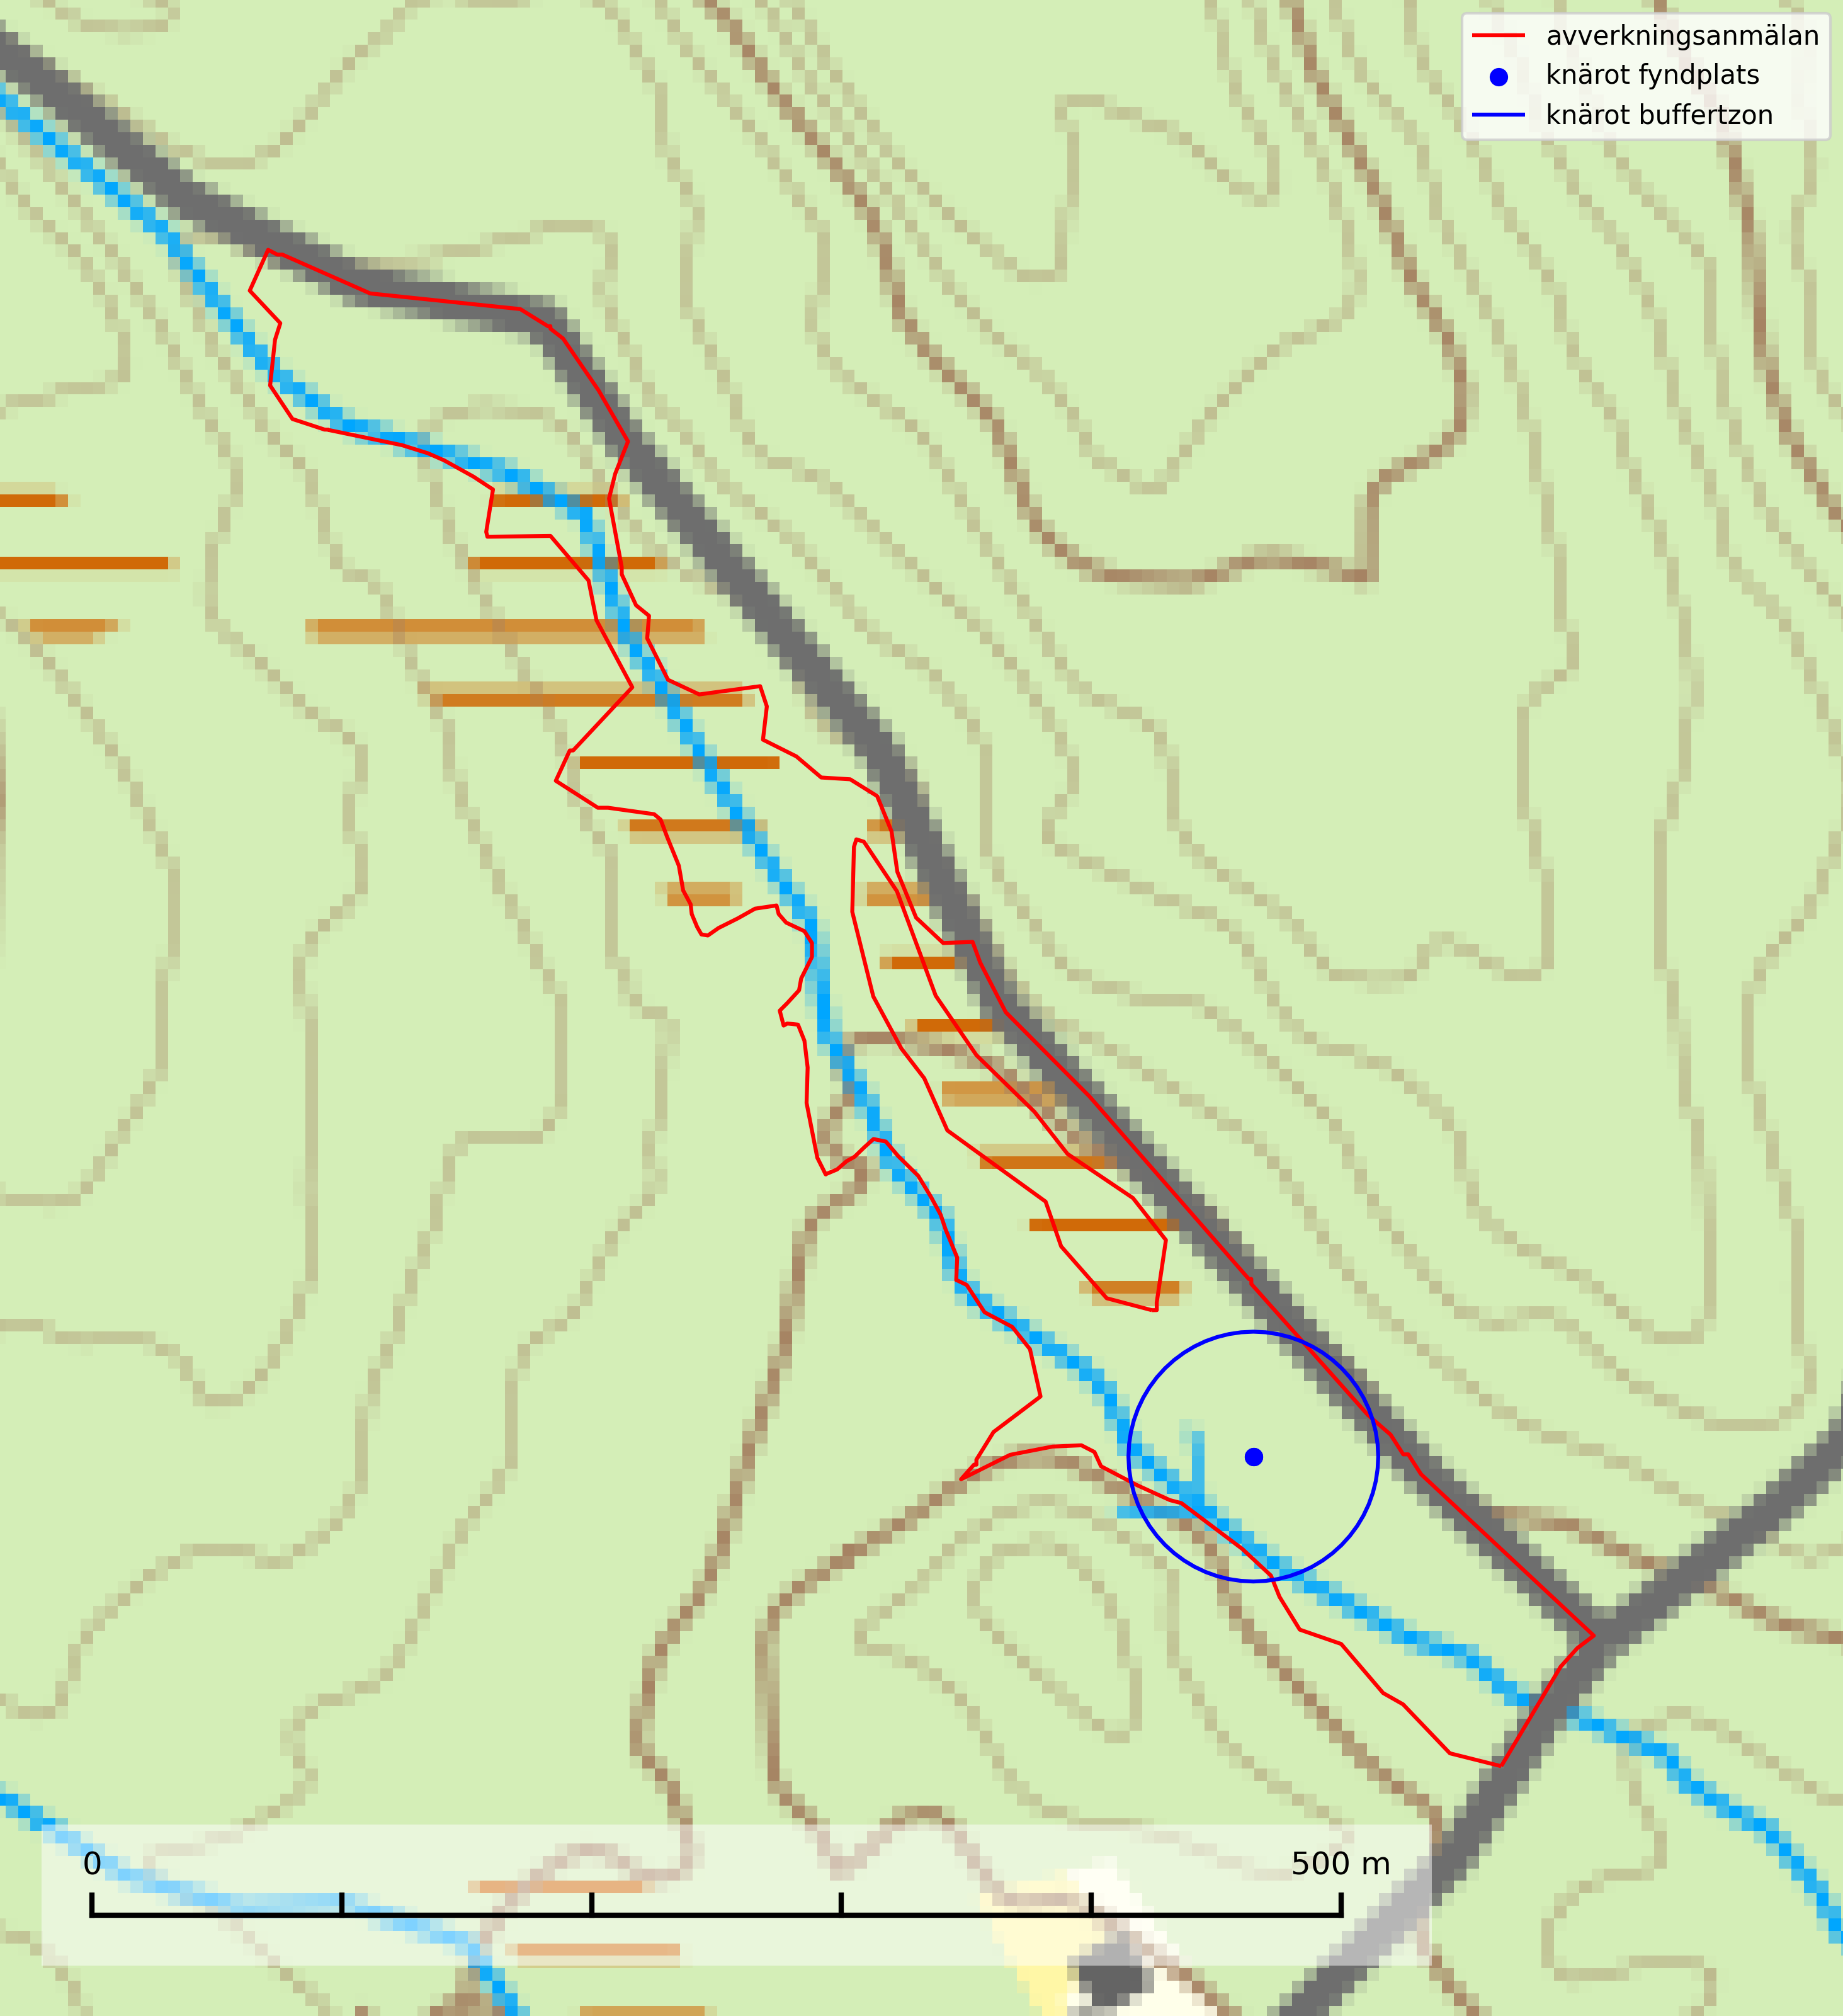 avverkningsanmälan
knärot fyndplats
knärot buffertzon
0 500 m